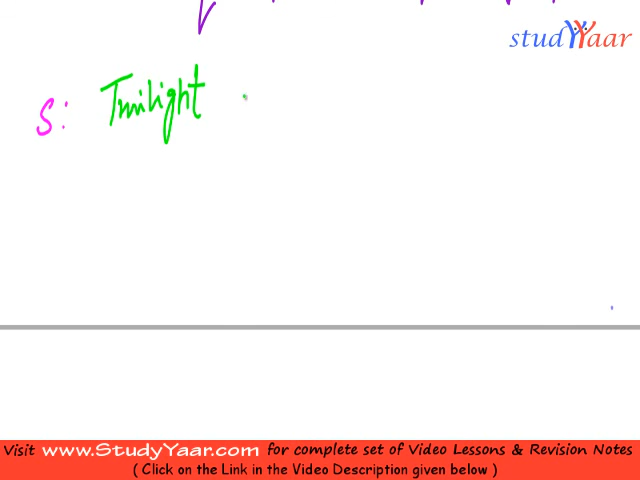 studYYaar
S: Twilight
Visit www.StudyYaar.com for complete set of Video Lessons & Revision Notes
( Click on the Link in the Video Description given below )